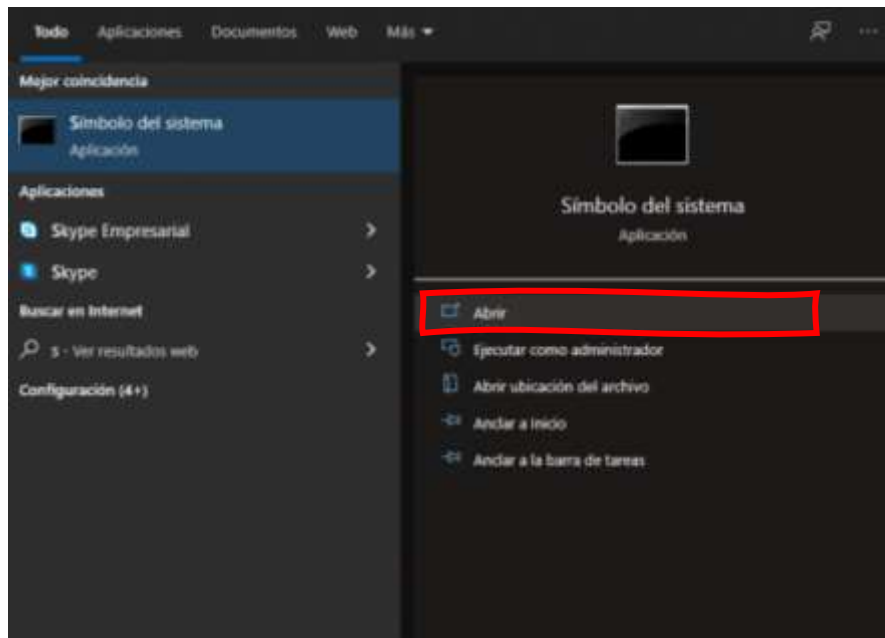 Todo Aplicaciones Documentos Web Más
Mejor coincidencia
Símbolo del sistema
Aplicación
Aplicaciones
Skype Empresarial
Skype
Buscar en Internet
s - Ver resultados web
Configuración (4+)
Símbolo del sistema
Aplicación
Abrir
Ejecutar como administrador
Abrir ubicación del archivo
Anclar a Inicio
Anclar a la barra de tareas